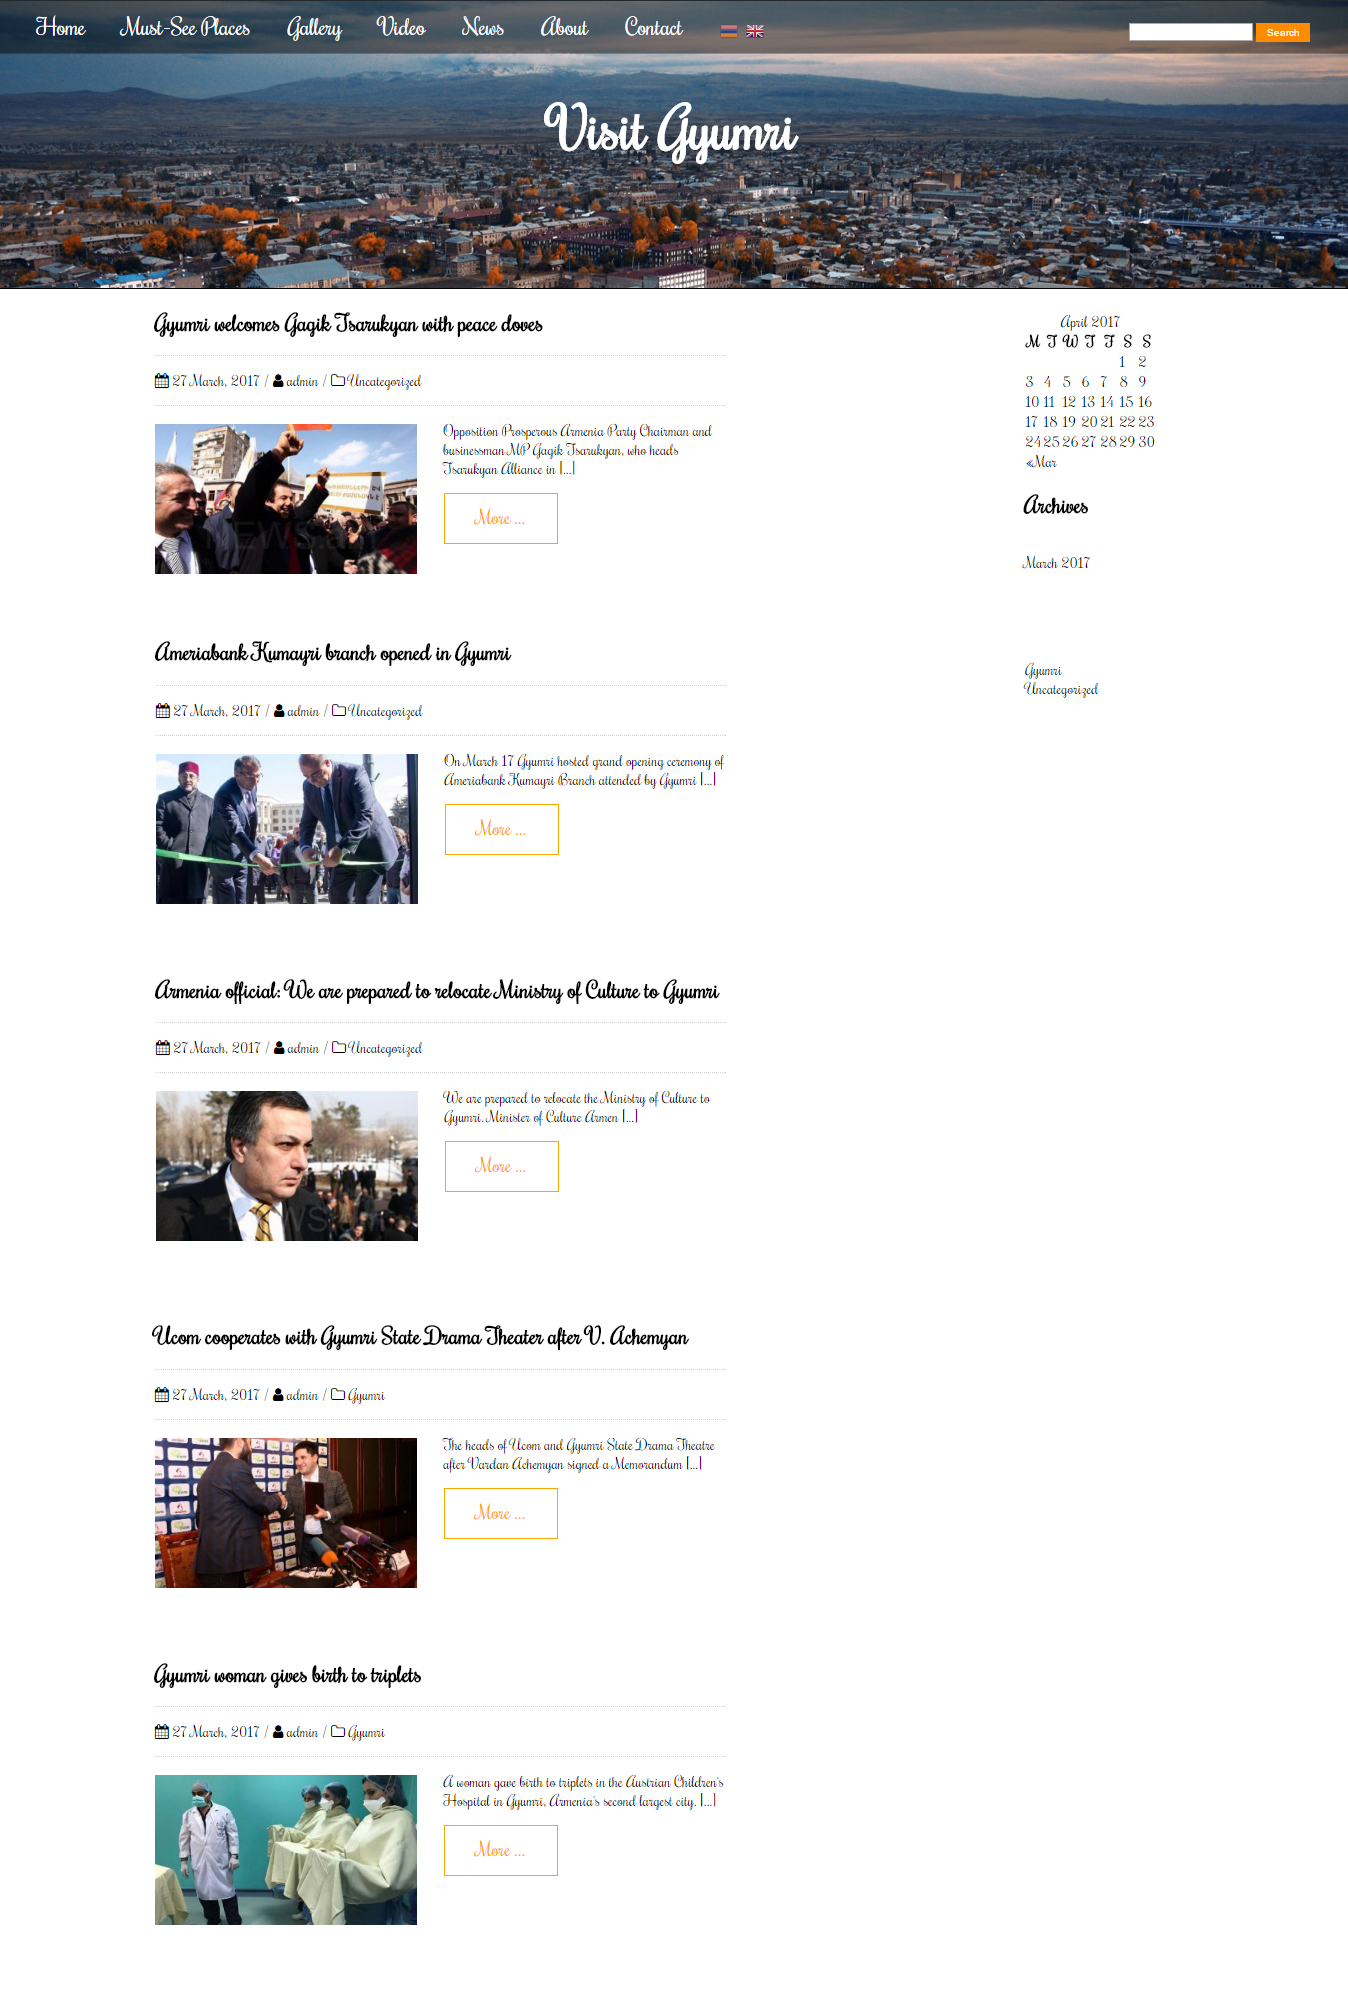 Home Must-See Places Gallery Video News About Contact Search
Visit Gyumri
Gyumri welcomes Gagik Tsarukyan with peace doves
27 March, 2017 / admin / Uncategorized
Opposition Prosperous Armenia Party Chairman and
businessman MP Gagik Tsarukyan, who heads
Tsarukyan Alliance in [...]
More ...
NEWS.am
Ameriabank Kumayri branch opened in Gyumri
27 March, 2017 / admin / Uncategorized
On March 17 Gyumri hosted grand opening ceremony of
Ameriabank Kumayri Branch attended by Gyumri [...]
More ...
Armenia official: We are prepared to relocate Ministry of Culture to Gyumri
27 March, 2017 / admin / Uncategorized
We are prepared to relocate the Ministry of Culture to
Gyumri. Minister of Culture Armen [...]
More ...
NEWS.am
Ucom cooperates with Gyumri State Drama Theater after V. Achemyan
27 March, 2017 / admin / Gyumri
The heads of Ucom and Gyumri State Drama Theatre
after Vardan Achemyan signed a Memorandum [...]
More ...
Gyumri woman gives birth to triplets
27 March, 2017 / admin / Gyumri
A woman gave birth to triplets in the Austrian Children's
Hospital in Gyumri, Armenia's second largest city. [...]
More ...
April 2017
M T W T F S S
1 2
3 4 5 6 7 8 9
10 11 12 13 14 15 16
17 18 19 20 21 22 23
24 25 26 27 28 29 30
«Mar
Archives
March 2017
Gyumri
Uncategorized